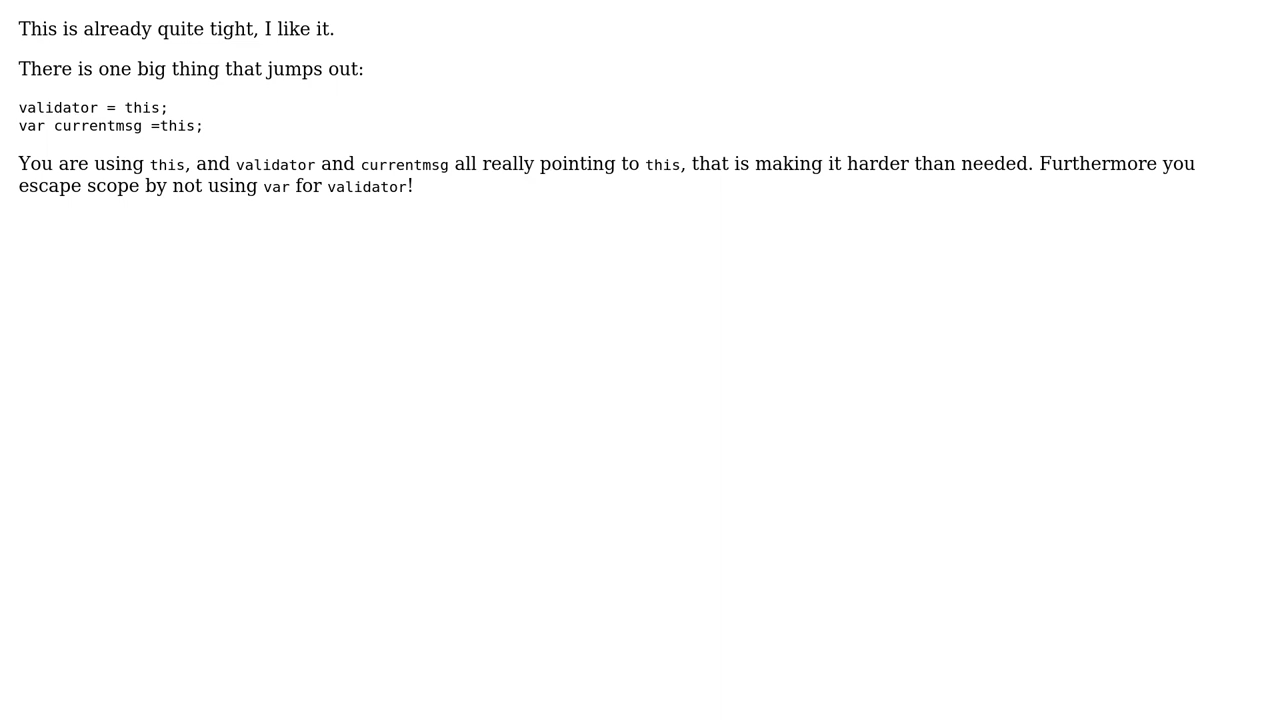 This is already quite tight, I like it.
There is one big thing that jumps out:
validator = this;
var currentmsg =this;
You are using this, and validator and currentmsg all really pointing to this, that is making it harder than needed. Furthermore you
escape scope by not using var for validator!